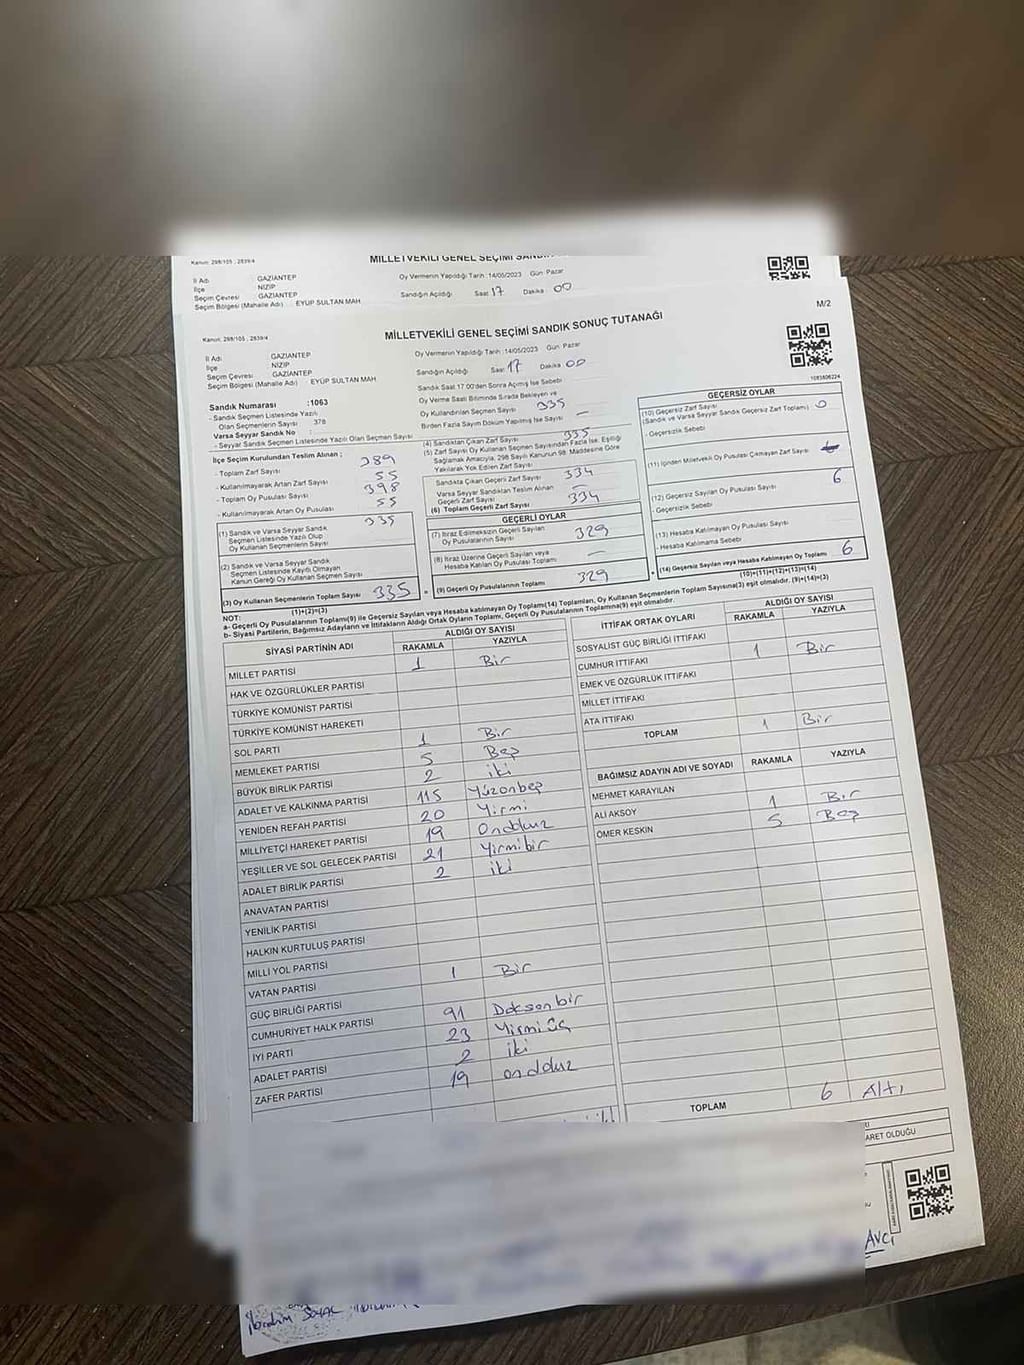 Kanun: 298/105 ; 2839/4
MİLLETVEKİLİ GENEL SEÇİMİ SANDIK
İl Adı : GAZİANTEP
İlçe : NİZİP
Seçim Çevresi : GAZİANTEP
Seçim Bölgesi (Mahalle Adı) : EYÜP SULTAN MAH
Oy Vermenin Yapıldığı Tarih :14/05/2023 Gün: Pazar
Sandığın Açıldığı Saat 17 Dakika 00
M/2
Kanun: 298/105 ; 2839/4
MİLLETVEKİLİ GENEL SEÇİMİ SANDIK SONUÇ TUTANAĞI
İl Adı : GAZİANTEP
İlçe : NİZİP
Seçim Çevresi : GAZİANTEP
Seçim Bölgesi (Mahalle Adı) : EYÜP SULTAN MAH
Oy Vermenin Yapıldığı Tarih :14/05/2023 Gün: Pazar
Sandığın Açıldığı Saat 17 Dakika 00
Sandık Saat 17:00'den Sonra Açılmış İse Sebebi
Oy Verme Saati Bitiminde Sırada Bekleyen ve
Oy Kullandırılan Seçmen Sayısı 335
Birden Fazla Sayım Döküm Yapılmış İse Sayısı —
Sandık Numarası :1063
- Sandık Seçmen Listesinde Yazılı
Olan Seçmenlerin Sayısı : 378
Varsa Seyyar Sandık No :
- Seyyar Sandık Seçmen Listesinde Yazılı Olan Seçmen Sayısı
İlçe Seçim Kurulundan Teslim Alınan ;
- Toplam Zarf Sayısı 389
- Kullanılmayarak Artan Zarf Sayısı 55
- Toplam Oy Pusulası 398
- Kullanılmayarak Artan Oy Pusulası 55
(1) Sandık ve Varsa Seyyar Sandık
Seçmen Listesinde Yazılı Olup
Oy Kullanan Seçmenlerin Sayısı 335
(2) Sandık ve Varsa Seyyar Sandık
Seçmen Listesinde Kayıtlı Olmayan
Kanun Gereği Oy Kullanan Seçmen Sayısı
(3) Oy Kullanan Seçmenlerin Toplam Sayısı 335
(1)+(2)=(3)
(4) Sandıktan Çıkan Zarf Sayısı 335
(5) Zarf Sayısı Oy Kullanan Seçmen Sayısından Fazla İse, Eşitliği
Sağlamak Amacıyla, 298 Sayılı Kanunun 98. Maddesine Göre
Yakılarak Yok Edilen Zarf Sayısı
Sandıkta Çıkan Geçerli Zarf Sayısı 334
Varsa Seyyar Sandıktan Teslim Alınan
Geçerli Zarf Sayısı —
(6) Toplam Geçerli Zarf Sayısı 334
GEÇERLİ OYLAR
(7) İtiraz Edilmeksizin Geçerli Sayılan
Oy Pusulalarının Sayısı 329
(8) İtiraz Üzerine Geçerli Sayılan veya
Hesaba Katılan Oy Pusulası Toplamı —
(9) Geçerli Oy Pusulalarının Toplamı 329
1083806224
GEÇERSİZ OYLAR
(10) Geçersiz Zarf Sayısı
(Sandık ve Varsa Seyyar Sandık Geçersiz Zarf Toplamı) 0
- Geçersizlik Sebebi
(11) İçinden Milletvekili Oy Pusulası Çıkmayan Zarf Sayısı
(12) Geçersiz Sayılan Oy Pusulası Sayısı 6
- Geçersizlik Sebebi
(13) Hesaba Katılmayan Oy Pusulası Sayısı
- Hesaba Katılmama Sebebi
(14) Geçersiz Sayılan veya Hesaba Katılmayan Oy Toplamı 6
(10)+(11)+(12)+(13)=(14)
NOT:
a- Geçerli Oy Pusulalarının Toplamı(9) ile Geçersiz Sayılan veya Hesaba katılmayan Oy Toplamı(14) Toplamları, Oy Kullanan Seçmenlerin Toplam Sayısına(3) eşit olmalıdır. (9)+(14)=(3)
b- Siyasi Partilerin, Bağımsız Adayların ve İttifakların Aldığı Ortak Oyların Toplamı, Geçerli Oy Pusulalarının Toplamına(9) eşit olmalıdır.
SİYASİ PARTİNİN ADI ALDIĞI OY SAYISI
RAKAMLA YAZIYLA
MİLLET PARTİSİ 1 Bir
HAK VE ÖZGÜRLÜKLER PARTİSİ
TÜRKİYE KOMÜNİST PARTİSİ
TÜRKİYE KOMÜNİST HAREKETİ
SOL PARTİ 1 Bir
MEMLEKET PARTİSİ 5 Beş
BÜYÜK BİRLİK PARTİSİ 2 iki
ADALET VE KALKINMA PARTİSİ 115 Yüzonbeş
YENİDEN REFAH PARTİSİ 20 Yirmi
MİLLİYETÇİ HAREKET PARTİSİ 19 Ondokuz
YEŞİLLER VE SOL GELECEK PARTİSİ 21 Yirmibir
ADALET BİRLİK PARTİSİ 2 iki
ANAVATAN PARTİSİ
YENİLİK PARTİSİ
HALKIN KURTULUŞ PARTİSİ
MİLLİ YOL PARTİSİ
VATAN PARTİSİ 1 Bir
GÜÇ BİRLİĞİ PARTİSİ
CUMHURİYET HALK PARTİSİ 91 Doksanbir
İYİ PARTİ 23 Yirmiüç
ADALET PARTİSİ 2 iki
ZAFER PARTİSİ 19 ondokuz
İTTİFAK ORTAK OYLARI ALDIĞI OY SAYISI
RAKAMLA YAZIYLA
SOSYALİST GÜÇ BİRLİĞİ İTTİFAKI
CUMHUR İTTİFAKI 1 Bir
EMEK VE ÖZGÜRLÜK İTTİFAKI
MİLLET İTTİFAKI
ATA İTTİFAKI
TOPLAM 1 Bir
BAĞIMSIZ ADAYIN ADI VE SOYADI RAKAMLA YAZIYLA
MEHMET KARAYILAN
ALİ AKSOY 1 Bir
ÖMER KESKİN 5 Beş
TOPLAM 6 Altı
ARET OLDUĞU
AVCI
İbrahim